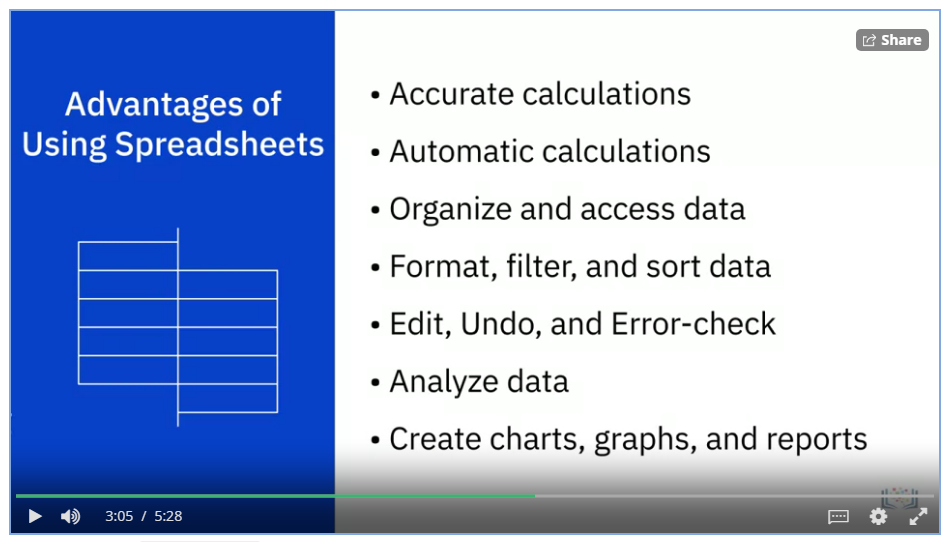 Share
Advantages of
Using Spreadsheets
• Accurate calculations
• Automatic calculations
• Organize and access data
• Format, filter, and sort data
• Edit, Undo, and Error-check
• Analyze data
• Create charts, graphs, and reports
3:05 / 5:28